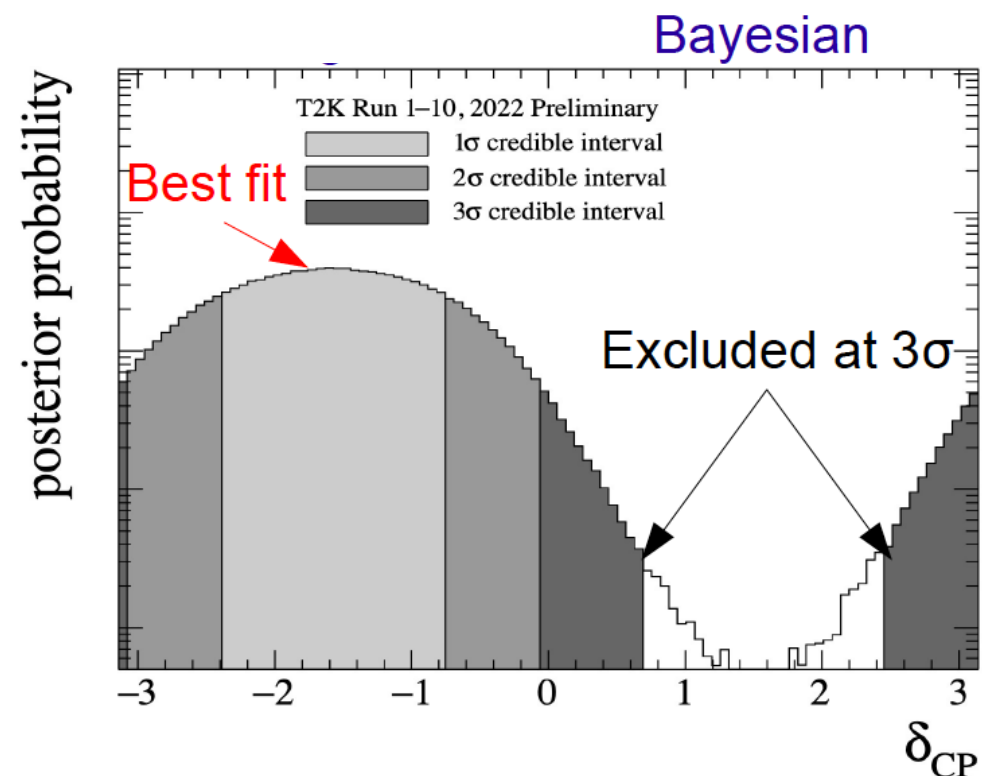 Bayesian
T2K Run 1–10, 2022 Preliminary
1σ credible interval
2σ credible interval
3σ credible interval
Best fit
Excluded at 3σ
posterior probability
−3 −2 −1 0 1 2 3
δCP